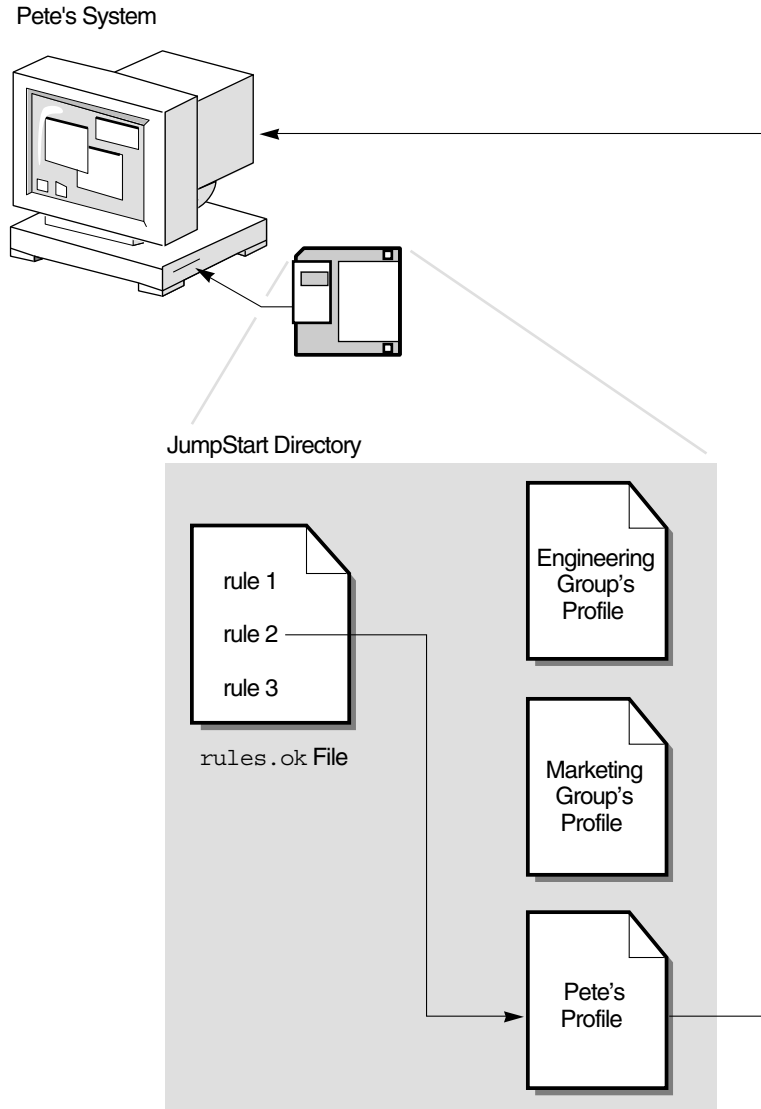 Pete's System
JumpStart Directory
rule 1
rule 2
rule 3
rules.ok File
Engineering
Group’s
Profile
Marketing
Group’s
Profile
Pete’s
Profile